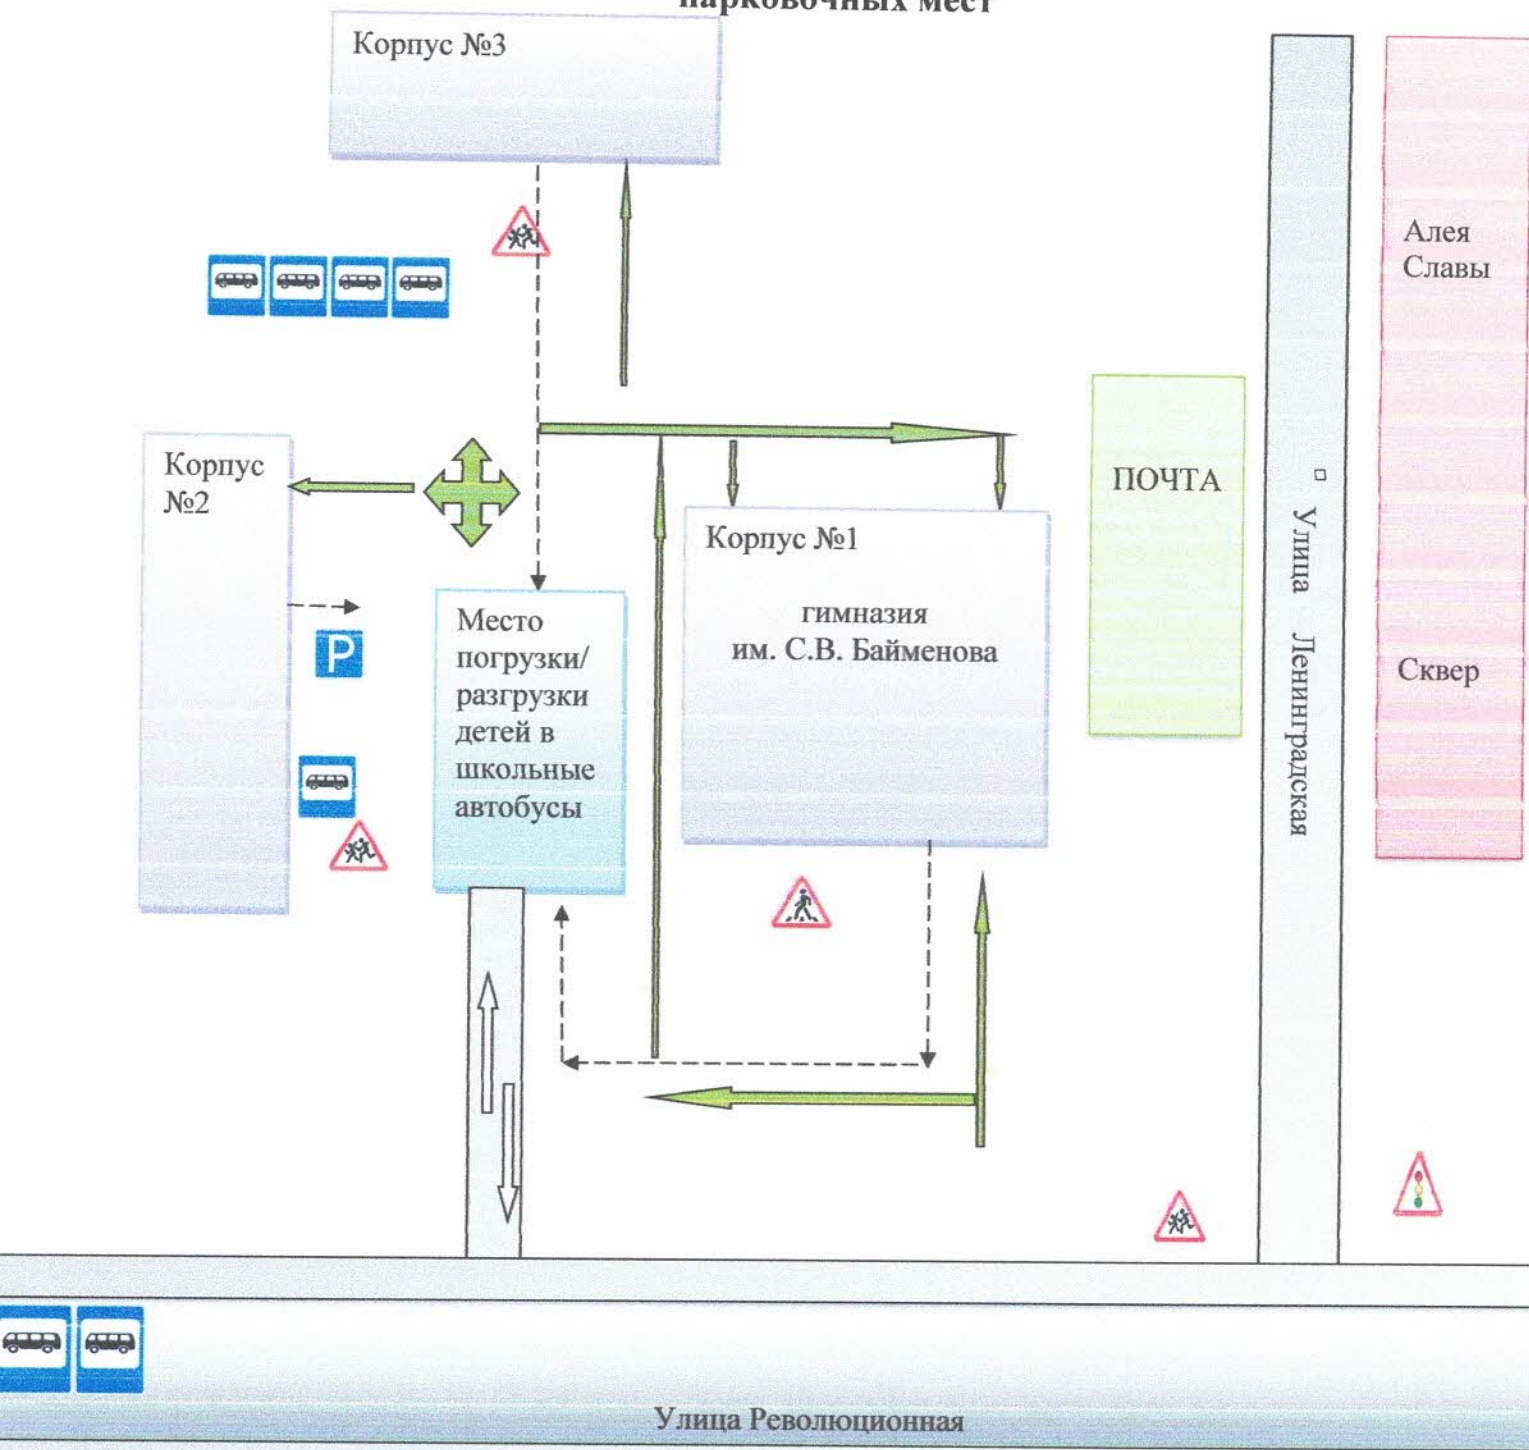 парковочных мест
Корпус №3
Алея
Славы
Корпус
№2
ПОЧТА
Корпус №1
гимназия
им. С.В. Байменова
Место
погрузки/
разгрузки
детей в
школьные
автобусы
P
Улица Ленинградская
Сквер
Улица Революционная